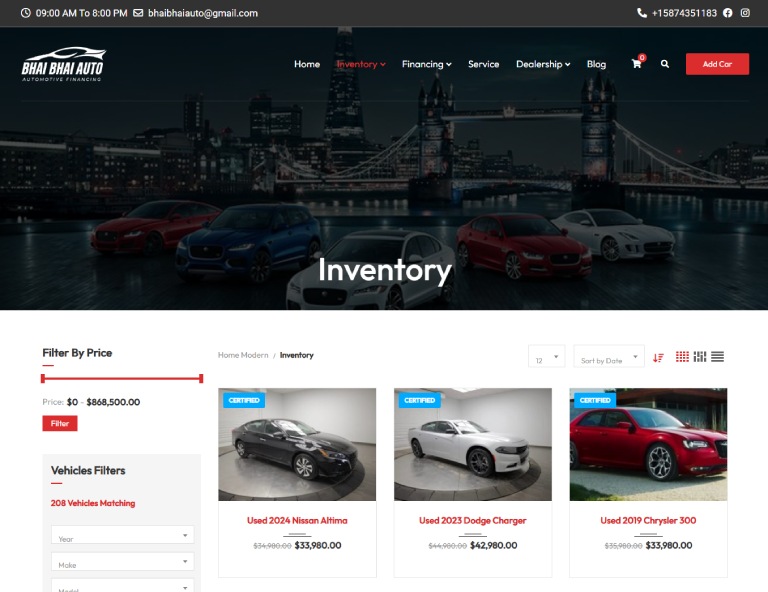 09:00 AM To 8:00 PM bhaibhaiauto@gmail.com +15874351183
BHAI BHAI AUTO
AUTOMOTIVE FINANCING
Home Inventory Financing Service Dealership Blog 0 Add Car
Inventory
Filter By Price
Home Modern / Inventory
12 Sort by Date
Price: $0 - $868,500.00
Filter
Vehicles Filters
208 Vehicles Matching
Year
Make
Model
CERTIFIED
Used 2024 Nissan Altima
$34,980.00 $33,980.00
CERTIFIED
Used 2023 Dodge Charger
$44,980.00 $42,980.00
CERTIFIED
Used 2019 Chrysler 300
$35,980.00 $33,980.00